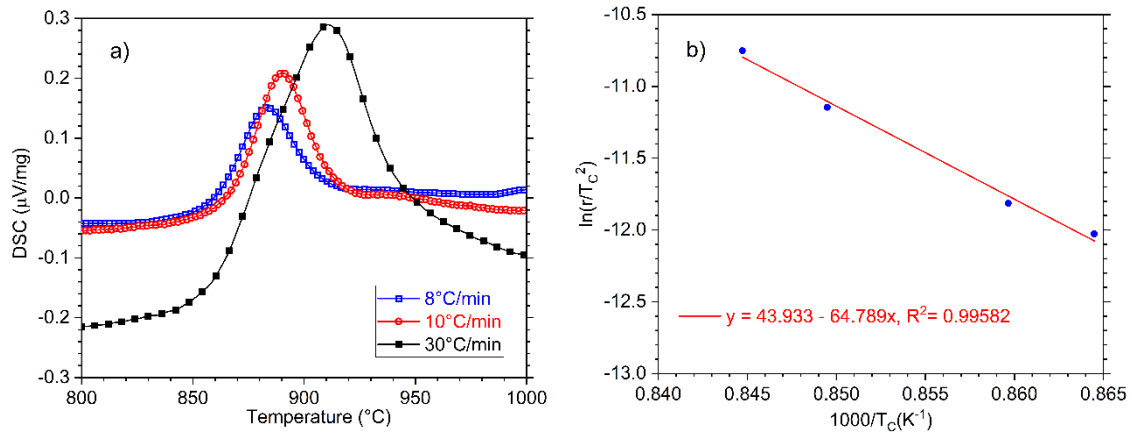 a)
0.3
0.2
0.1
0.0
-0.1
-0.2
-0.3
DSC (µV/mg)
8°C/min
10°C/min
30°C/min
800 850 900 950 1000
Temperature (°C)
b)
-10.5
-11.0
-11.5
-12.0
-12.5
-13.0
ln(r/T_C^2)
y = 43.933 - 64.789x, R²= 0.99582
0.840 0.845 0.850 0.855 0.860 0.865
1000/T_C(K⁻¹)